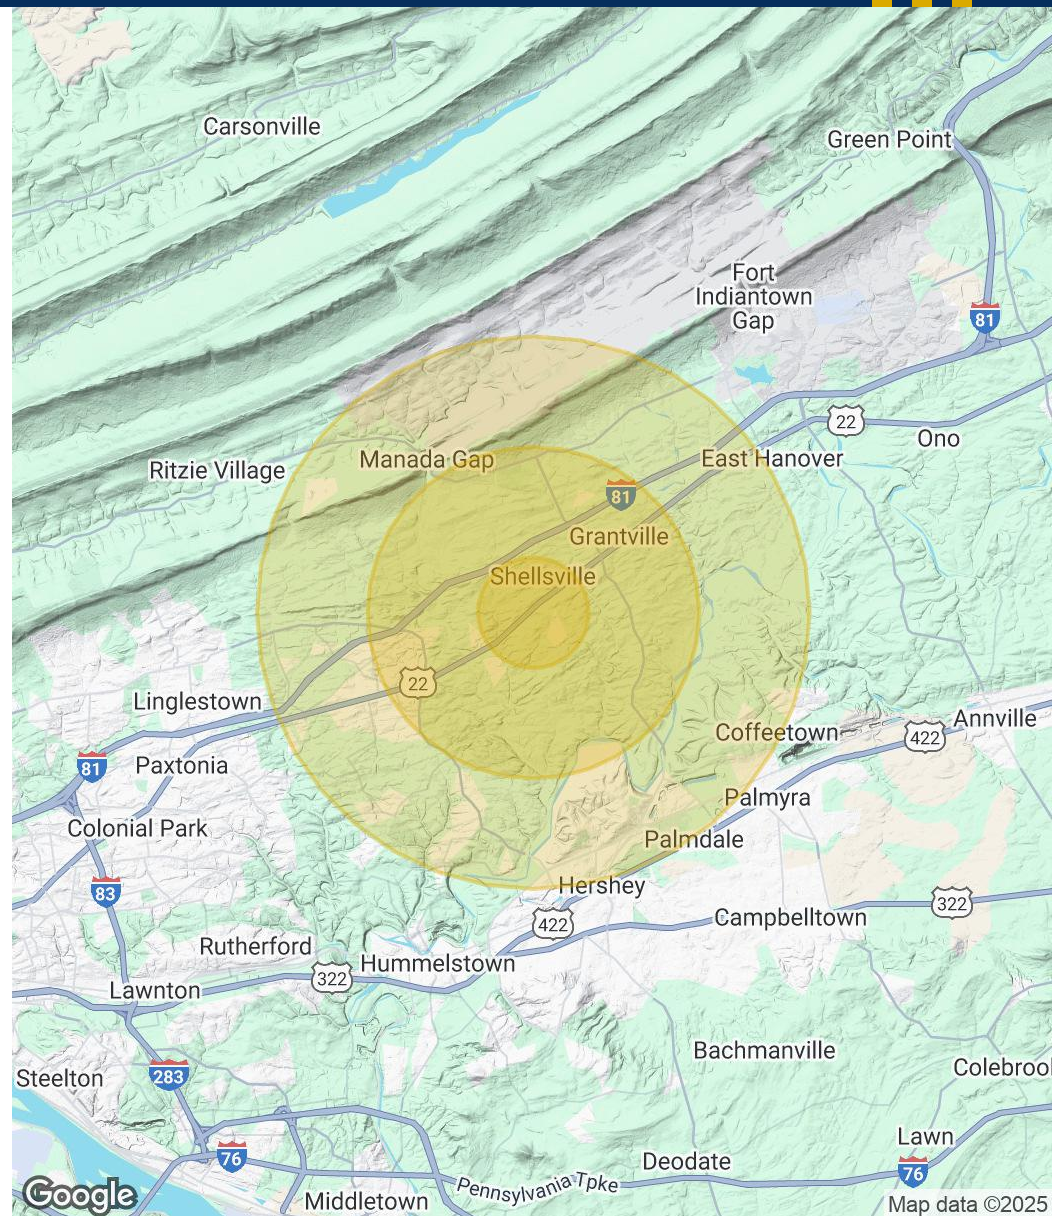 Carsonville
Green Point
Fort
Indiantown
Gap
81
22
Ono
East Hanover
Manada Gap
Ritzie Village
81
Grantville
Shellsville
22
Linglestown
Coffeetown
Annville
422
81
Paxtonia
Palmyra
Colonial Park
Palmdale
83
Hershey
322
422
Campbelltown
Rutherford
Hummelstown
322
Lawnton
Bachmanville
Steelton
283
Colebroo
Lawn
76
Deodate
76
Pennsylvania Tpke
Google
Middletown
Map data ©2025